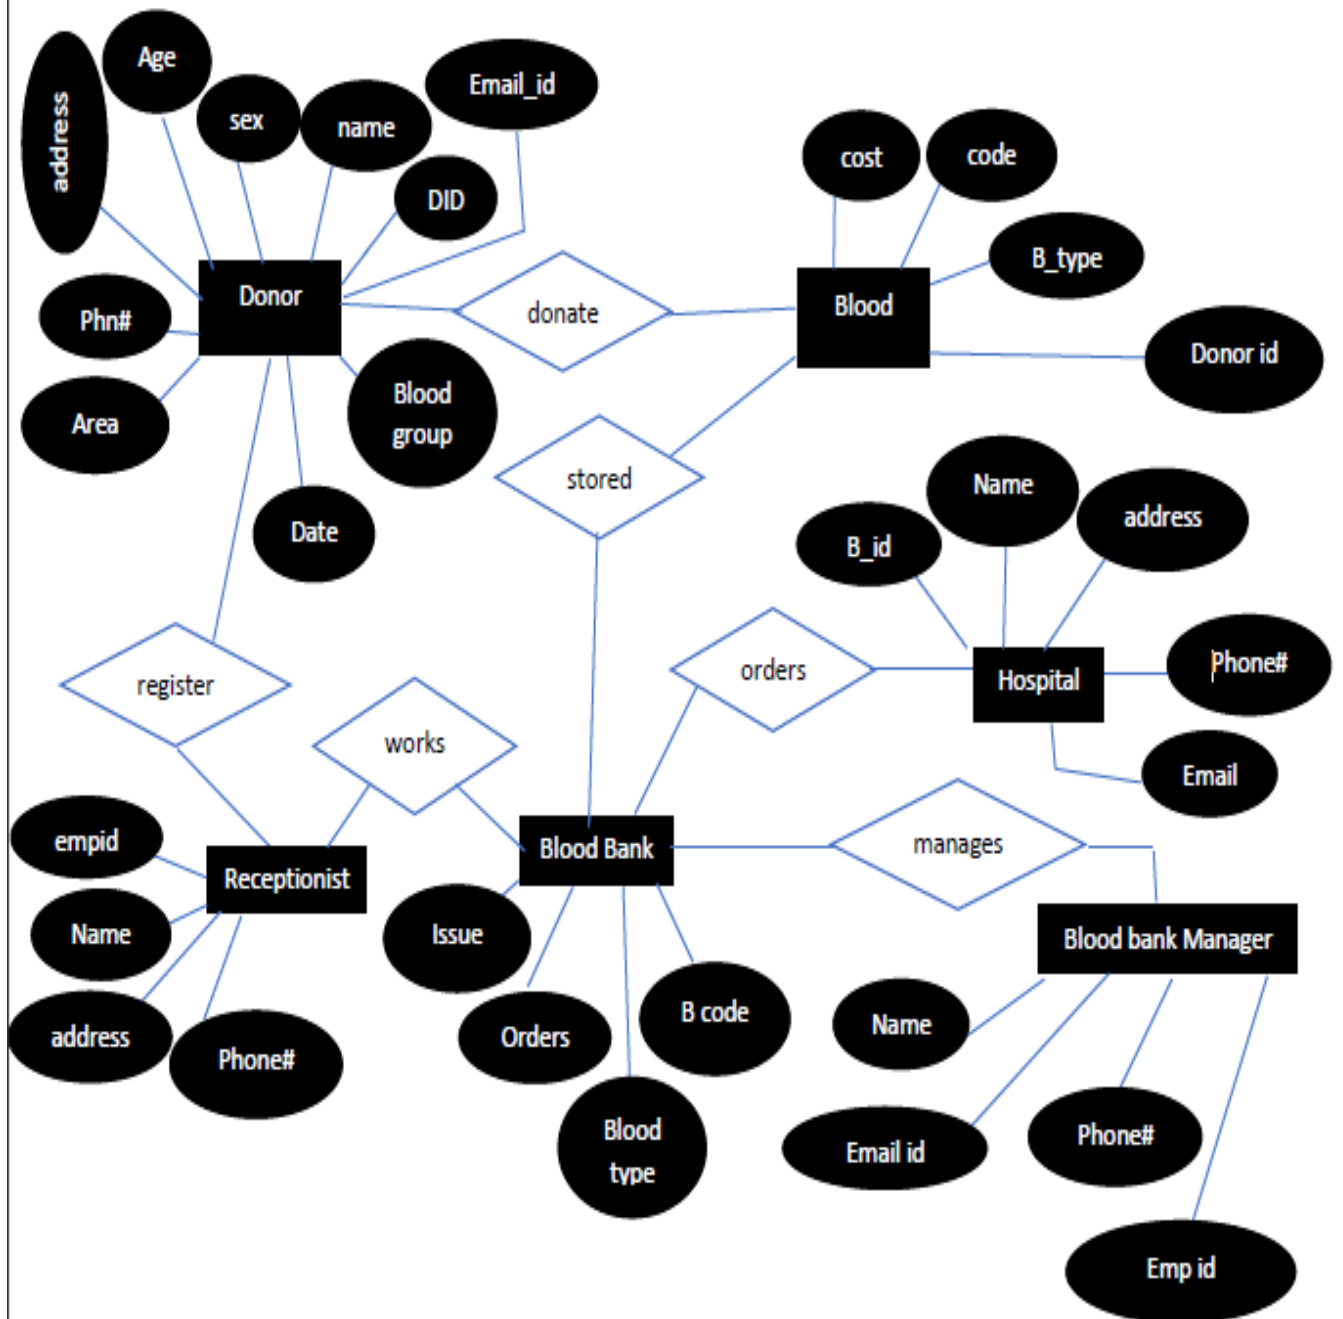 Age
Email_id
address
sex
name
cost
code
DID
B_type
Donor
Blood
donate
Phn#
Donor id
Blood
group
Area
stored
Name
address
Date
B_id
register
orders
Hospital
Phone#
works
Email
empid
Blood Bank
manages
Receptionist
Name
Issue
Blood bank Manager
address
Phone#
Orders
B code
Name
Blood
type
Email id
Phone#
Emp id